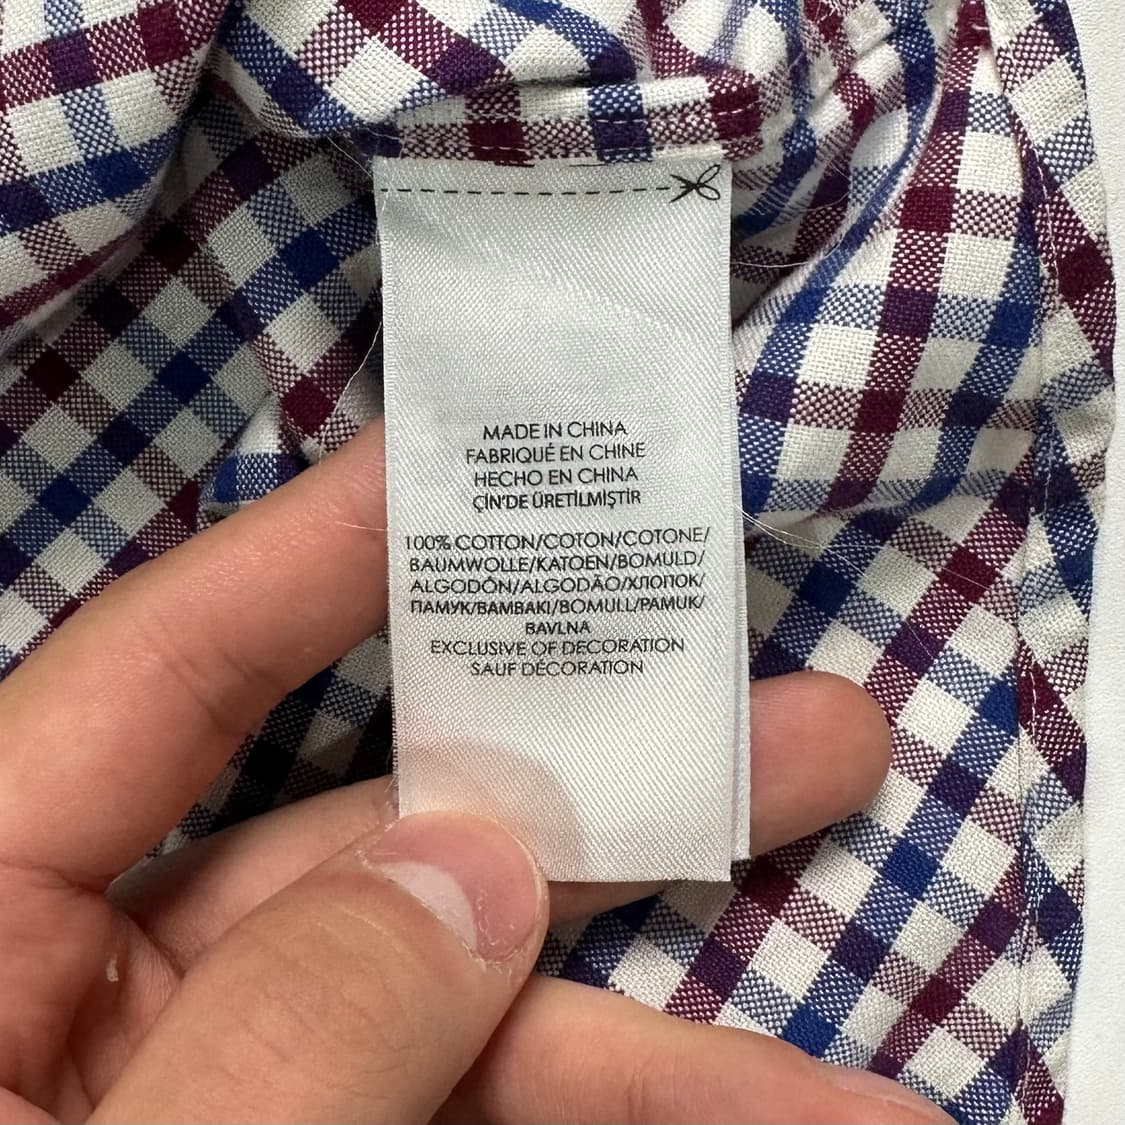 MADE IN CHINA
FABRIQUÉ EN CHINE
HECHO EN CHINA
ÇİN'DE ÜRETİLMİŞTİR
100% COTTON/COTON/COTONE/
BAUMWOLLE/KATOEN/BOMULD/
ALGODÓN/ALGODÃO/ХЛОПОК/
ПАМУК/ΒΑΜΒΑΚΙ/BOMULL/PAMUK/
BAVLNA
EXCLUSIVE OF DECORATION
SAUF DÉCORATION